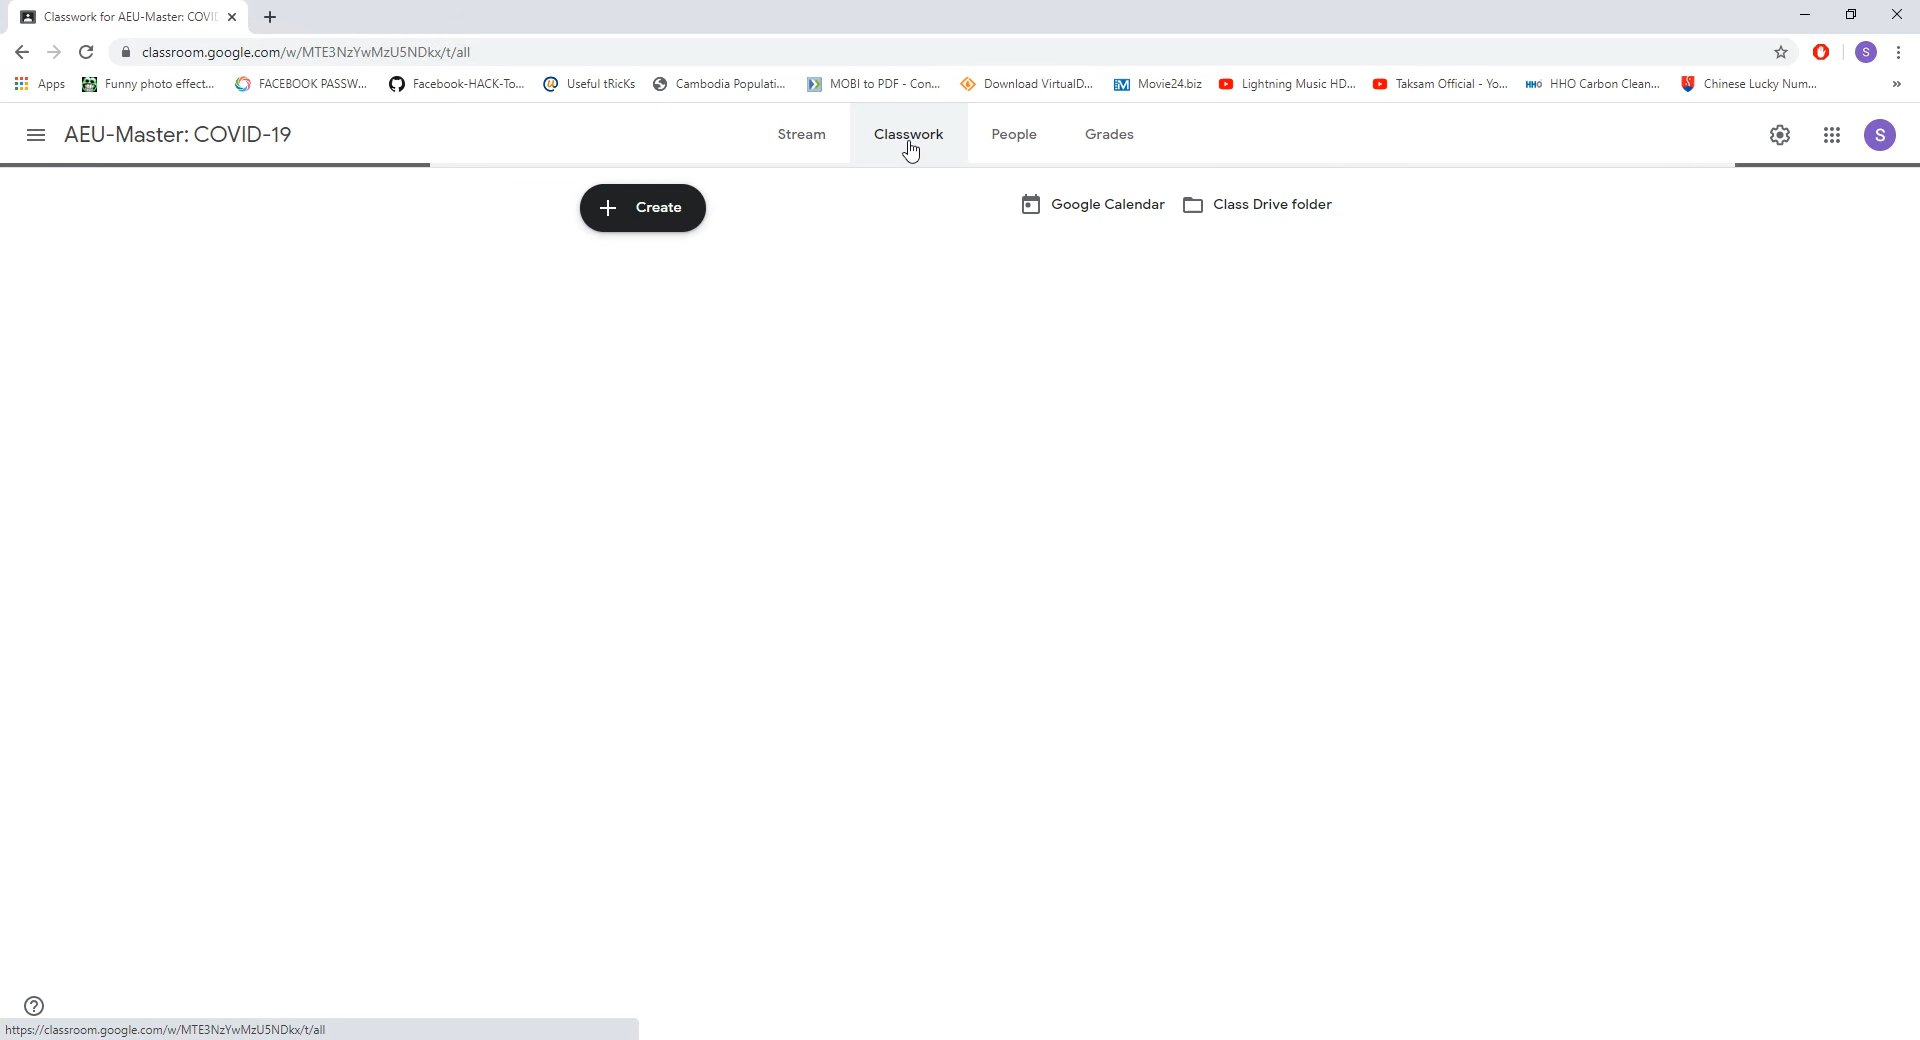 Classwork for AEU-Master: COVI
classroom.google.com/w/MTE3NzYwMzU5NDkx/t/all
S
Apps
Funny photo effect...
FACEBOOK PASSW...
Facebook-HACK-To...
Useful tRicKs
Cambodia Populati...
MOBI to PDF - Con...
Download VirtualD...
Movie24.biz
Lightning Music HD...
Taksam Official - Yo...
HHO HHO Carbon Clean...
Chinese Lucky Num...
»
AEU-Master: COVID-19
Stream
Classwork
People
Grades
S
Create
Google Calendar
Class Drive folder
https://classroom.google.com/w/MTE3NzYwMzU5NDkx/t/all